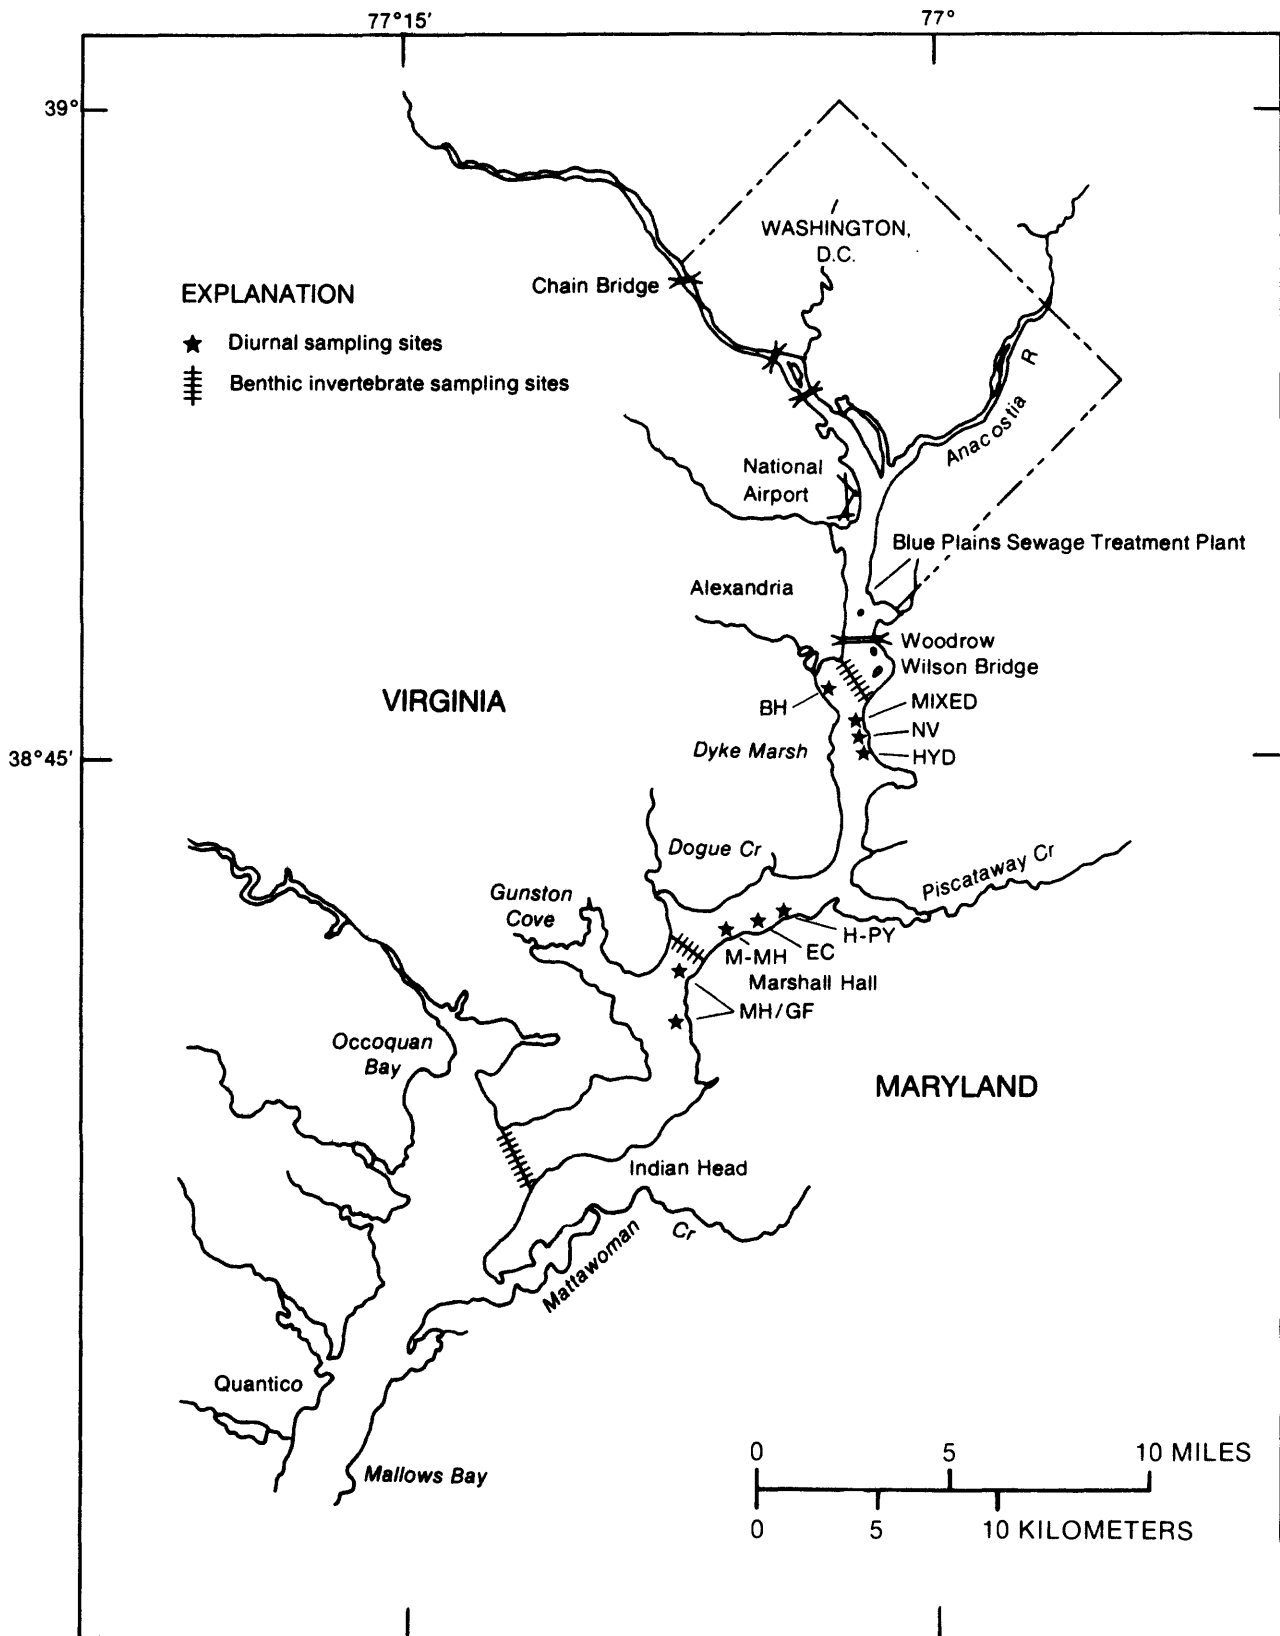 77°15'
77°
39°
WASHINGTON,
D.C.
Chain Bridge
EXPLANATION
Diurnal sampling sites
Benthic invertebrate sampling sites
Anacostia R
National
Airport
Blue Plains Sewage Treatment Plant
Alexandria
Woodrow
Wilson Bridge
VIRGINIA
BH
MIXED
NV
HYD
Dyke Marsh
38°45'
Dogue Cr
Piscataway Cr
Gunston
Cove
H-PY
EC
M-MH
Marshall Hall
MH/GF
Occoquan
Bay
MARYLAND
Indian Head
Mattawoman Cr
Quantico
Mallows Bay
0 5 10 MILES
0 5 10 KILOMETERS